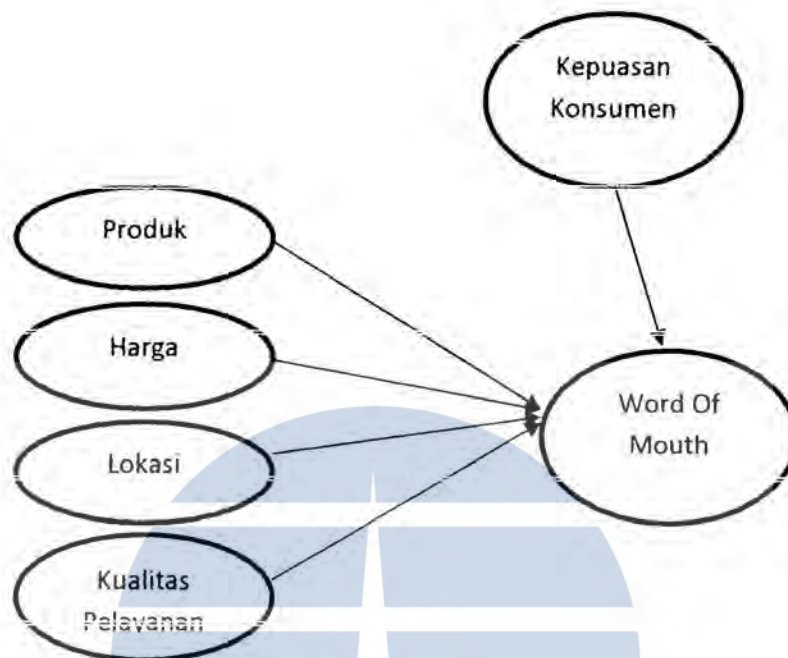 Kepuasan
Konsumen
Produk
Harga
Lokasi
Kualitas
Pelayanan
Word Of
Mouth